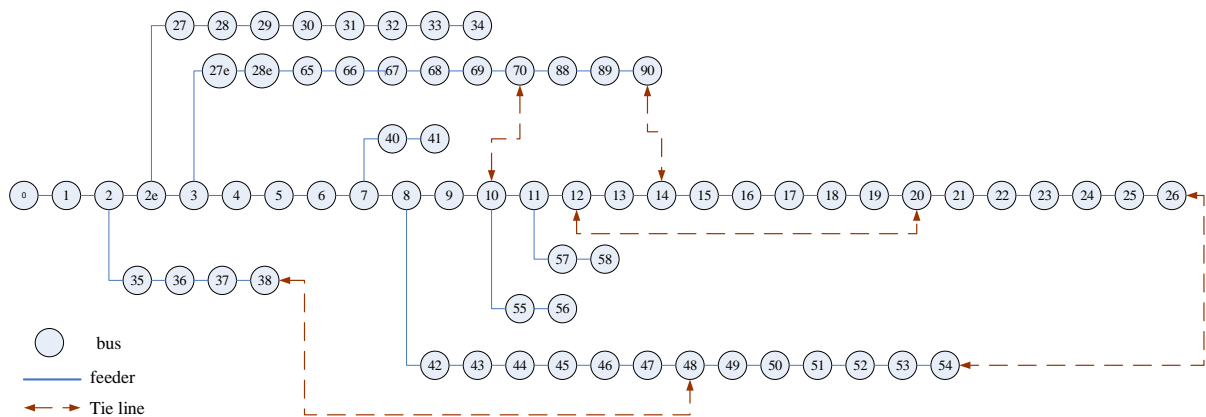 27 28 29 30 31 32 33 34
27e 28e 65 66 67 68 69 70 88 89 90
40 41
0 1 2 2e 3 4 5 6 7 8 9 10 11 12 13 14 15 16 17 18 19 20 21 22 23 24 25 26
57 58
35 36 37 38
55 56
bus
42 43 44 45 46 47 48 49 50 51 52 53 54
feeder
Tie line